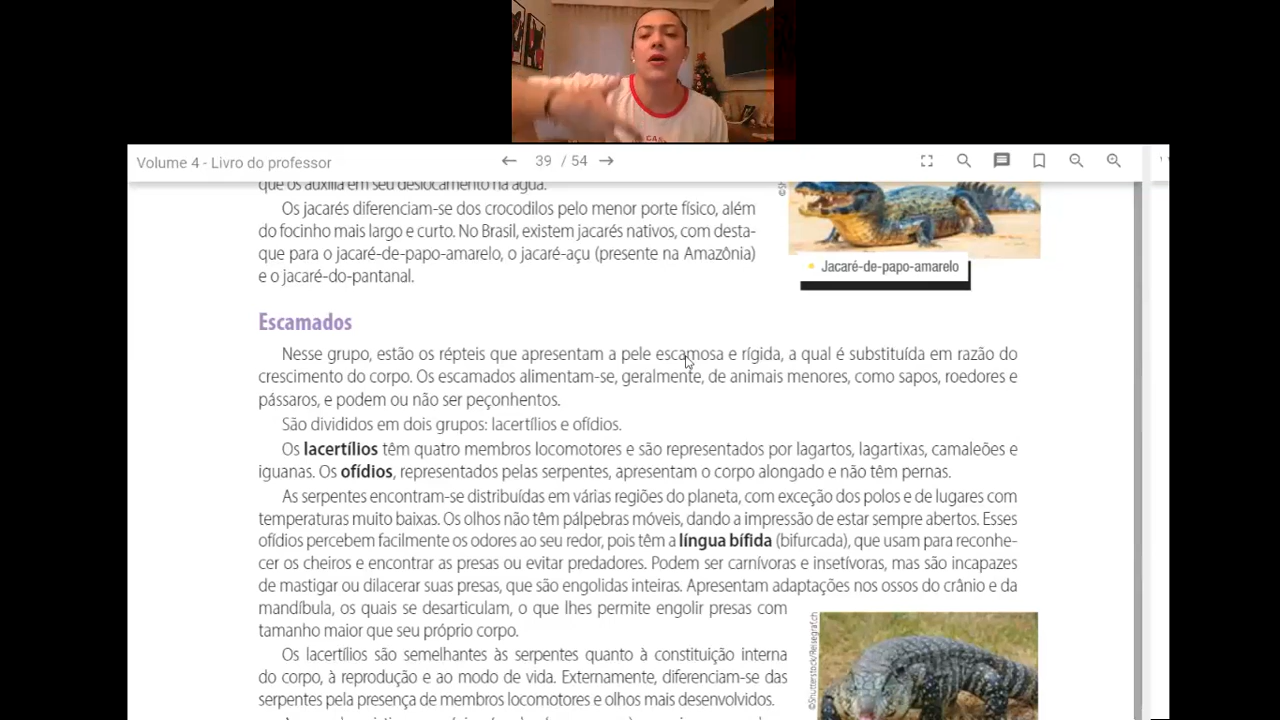 CAS
Volume 4 - Livro do professor
39 / 54
que os auxilia em seu deslocamento na água.
Os jacarés diferenciam-se dos crocodilos pelo menor porte físico, além
do focinho mais largo e curto. No Brasil, existem jacarés nativos, com desta-
que para o jacaré-de-papo-amarelo, o jacaré-açu (presente na Amazônia)
e o jacaré-do-pantanal.
• Jacaré-de-papo-amarelo
Escamados
Nesse grupo, estão os répteis que apresentam a pele escamosa e rígida, a qual é substituída em razão do
crescimento do corpo. Os escamados alimentam-se, geralmente, de animais menores, como sapos, roedores e
pássaros, e podem ou não ser peçonhentos.
São divididos em dois grupos: lacertílios e ofídios.
Os lacertílios têm quatro membros locomotores e são representados por lagartos, lagartixas, camaleões e
iguanas. Os ofídios, representados pelas serpentes, apresentam o corpo alongado e não têm pernas.
As serpentes encontram-se distribuídas em várias regiões do planeta, com exceção dos polos e de lugares com
temperaturas muito baixas. Os olhos não têm pálpebras móveis, dando a impressão de estar sempre abertos. Esses
ofídios percebem facilmente os odores ao seu redor, pois têm a língua bífida (bifurcada), que usam para reconhe-
cer os cheiros e encontrar as presas ou evitar predadores. Podem ser carnívoras e insetívoras, mas são incapazes
de mastigar ou dilacerar suas presas, que são engolidas inteiras. Apresentam adaptações nos ossos do crânio e da
mandíbula, os quais se desarticulam, o que lhes permite engolir presas com
tamanho maior que seu próprio corpo.
©Shutterstock/Reisegraf.ch
Os lacertílios são semelhantes às serpentes quanto à constituição interna
do corpo, à reprodução e ao modo de vida. Externamente, diferenciam-se das
serpentes pela presença de membros locomotores e olhos mais desenvolvidos.